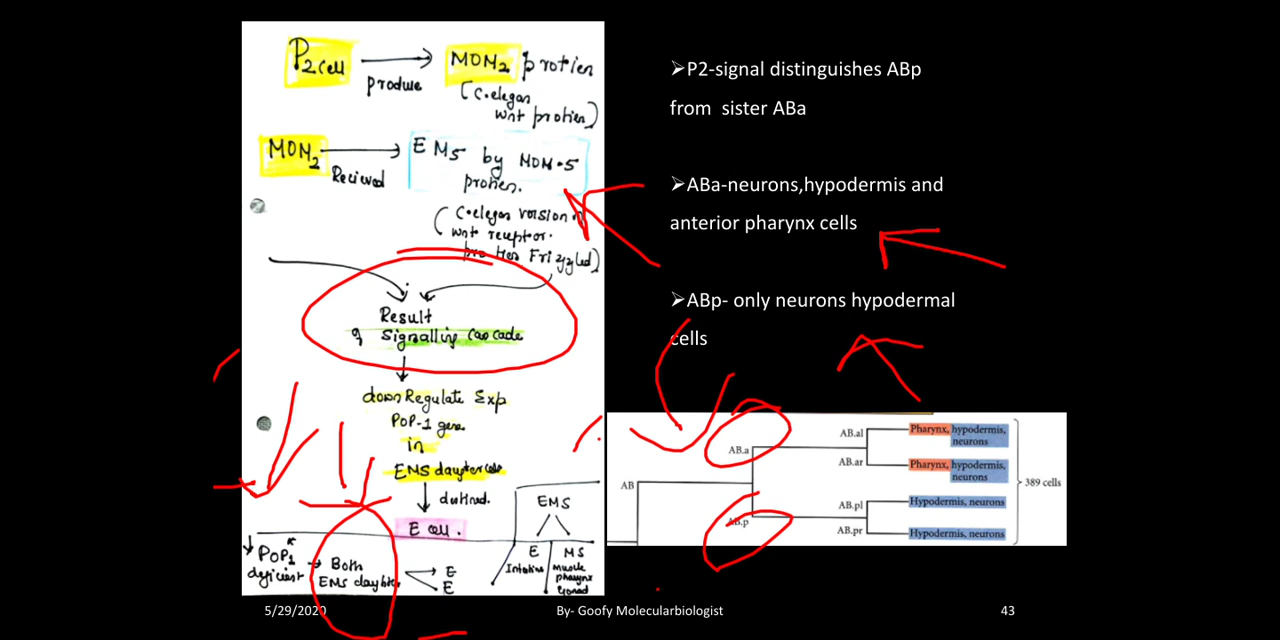 P2 cell → MOM2 protien
produce
(C.elegans
wnt protien)
MOM2 → EMS by MOM-5
Recieved
protien.
(C.elegans version of
wnt receptor.
protien Frizzled)
Result
of Signalling Cascade
down Regulate Exp
POP-1 gene
in
EMS daughter cells
destined.
E cell.
↓ POP1
deficient
→ Both
EMS daughter
E
E
EMS
E
Intestine
MS
muscle
pharynx
gonad
➢P2-signal distinguishes ABp
from sister ABa
➢ABa-neurons,hypodermis and
anterior pharynx cells
➢ABp- only neurons hypodermal
cells
AB
AB.a
AB.p
AB.al
AB.ar
AB.pl
AB.pr
Pharynx, hypodermis,
neurons
Pharynx, hypodermis,
neurons
Hypodermis, neurons
Hypodermis, neurons
389 cells
5/29/2020
By- Goofy Molecularbiologist
43